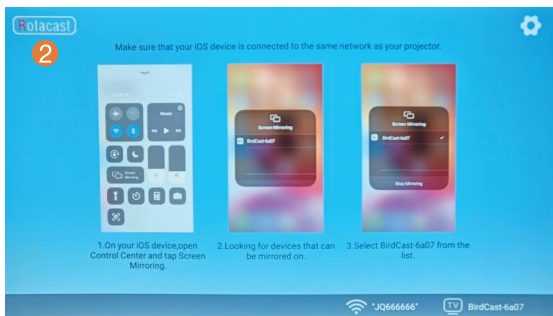 Rotacast
2
Make sure that your iOS device is connected to the same network as your projector.
Music
Screen Mirroring
Screen Mirroring
BirdCast-6a07
Screen Mirroring
BirdCast-6a07
Stop Mirroring
1.On your iOS device,open
Control Center and tap Screen
Mirroring.
2.Looking for devices that can
be mirrored on.
3.Select BirdCast-6a07 from the
list.
"JQ666666"
TV
BirdCast-6a07